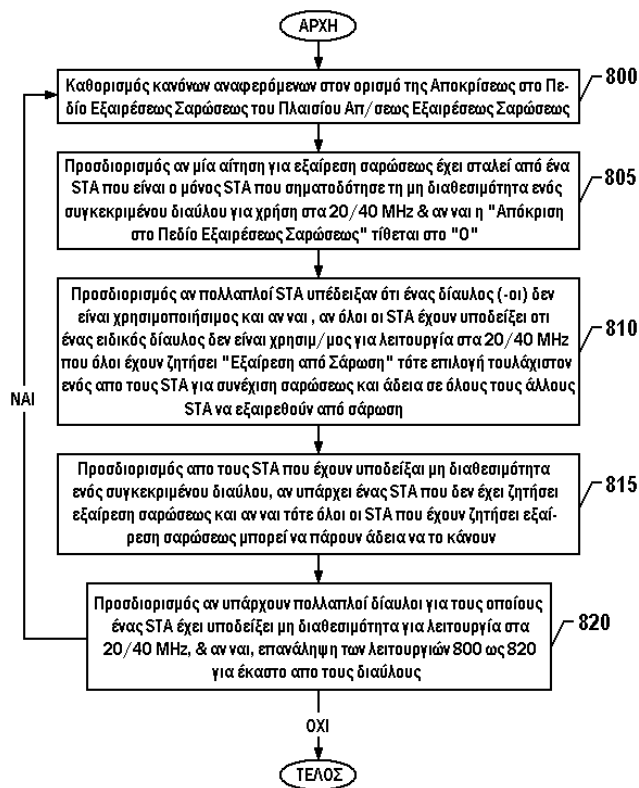 ΑΡΧΗ
Καθορισμός κανόνων αναφερόμενων στον ορισμό της Αποκρίσεως στο Πε-
δίο Εξαιρέσεως Σαρώσεως του Πλαισίου Απ/σεως Εξαιρέσεως Σαρώσεως
800
Προσδιορισμός αν μία αίτηση για εξαίρεση σαρώσεως έχει σταλεί από ένα
STA που είναι ο μόνος STA που σηματοδότησε τη μη διαθεσιμότητα ενός
συγκεκριμένου διαύλου για χρήση στα 20/40 MHz & αν ναι η "Απόκριση
στο Πεδίο Εξαιρέσεως Σαρώσεως" τίθεται στο "0"
805
Προσδιορισμός αν πολλαπλοί STA υπέδειξαν ότι ένας δίαυλος (-οι) δεν
είναι χρησιμοποιήσιμος και αν ναι , αν όλοι οι STA έχουν υποδείξει οτι
ένας ειδικός δίαυλος δεν είναι χρησιμ/μος για λειτουργία στα 20/40 MHz
που όλοι έχουν ζητήσει "Εξαίρεση από Σάρωση" τότε επιλογή τουλάχιστον
ενός απο τους STA για συνέχιση σαρώσεως και άδεια σε όλους τους άλλους
STA να εξαιρεθούν από σάρωση
810
ΝΑΙ
Προσδιορισμός απο τους STA που έχουν υποδείξαι μη διαθεσιμότητα
ενός συγκεκριμένου διαύλου, αν υπάρχει ένας STA που δεν έχει ζητήσει
εξαίρεση σαρώσεως και αν ναι τότε όλοι οι STA που έχουν ζητήσει εξαί-
ρεση σαρώσεως μπορεί να πάρουν άδεια να το κάνουν
815
Προσδιορισμός αν υπάρχουν πολλαπλοί δίαυλοι για τους οποίους
ένας STA έχει υποδείξει μη διαθεσιμότητα για λειτουργία στα
20/40 MHz, & αν ναι, επανάληψη των λειτουργιών 800 ως 820
για έκαστο απο τους διαύλους
820
ΟΧΙ
ΤΕΛΟΣ